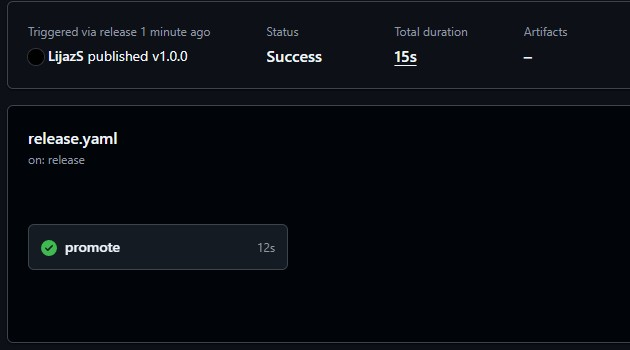 Triggered via release 1 minute ago
LijazS published v1.0.0
Status
Success
Total duration
15s
Artifacts
–
release.yaml
on: release
promote
12s